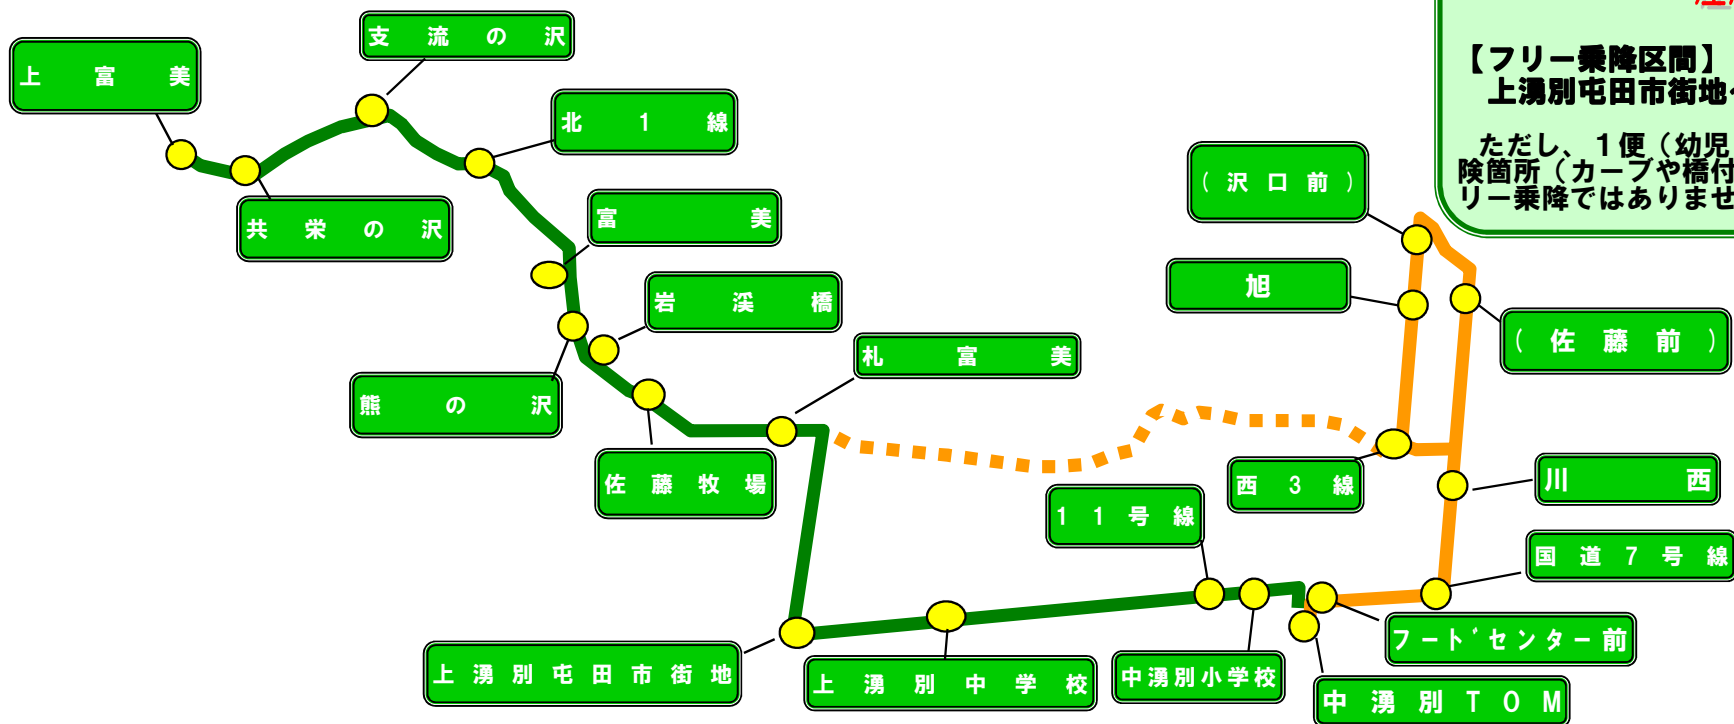 支流の沢
上富美
北1線
共栄の沢
富美
岩渓橋
熊の沢
札富美
佐藤牧場
【フリー乗降区間】
上湧別屯田市街地
ただし、1便（幼児
険箇所（カーブや橋付
リー乗降ではありませ
(沢口前)
旭
(佐藤前)
西3線
川西
11号線
国道7号線
フードセンター前
上湧別屯田市街地
上湧別中学校
中湧別小学校
中湧別TOM